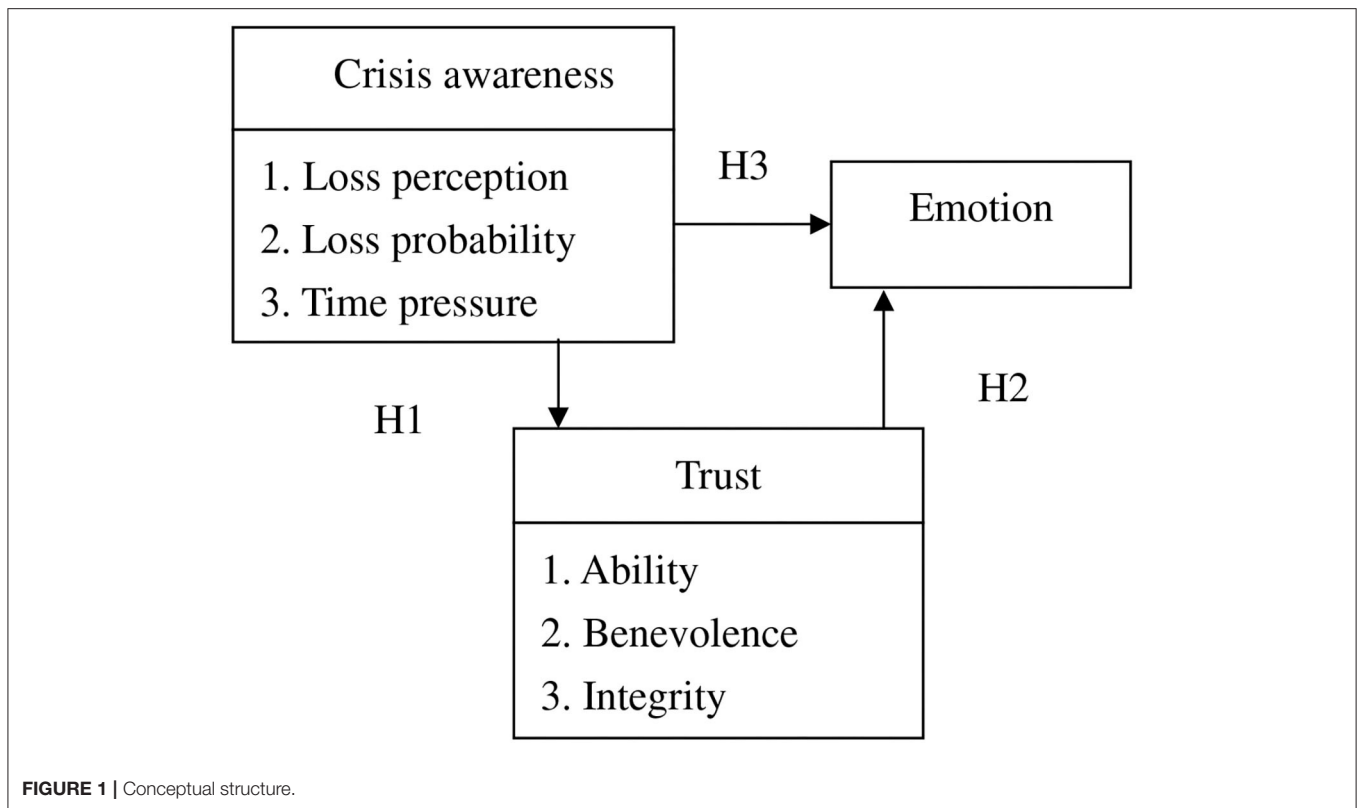 Crisis awareness
1. Loss perception
2. Loss probability
3. Time pressure
H3
Emotion
H1
H2
Trust
1. Ability
2. Benevolence
3. Integrity
FIGURE 1 | Conceptual structure.